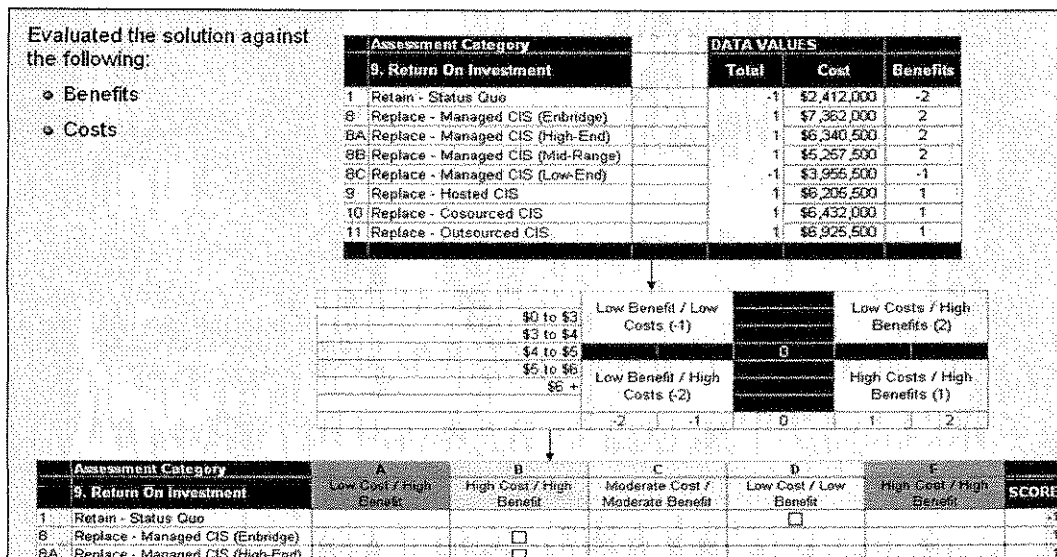 Evaluated the solution against
the following:
• Benefits
• Costs
Assessment Category DATA VALUES
9. Return On Investment Total Cost Benefits
1 Retain - Status Quo -1 $2,412,000 -2
8 Replace - Managed CIS (Enbridge) 1 $7,362,000 2
8A Replace - Managed CIS (High-End) 1 $6,340,500 2
8B Replace - Managed CIS (Mid-Range) 1 $5,257,500 2
8C Replace - Managed CIS (Low-End) -1 $3,955,500 -1
9 Replace - Hosted CIS 1 $6,206,500 1
10 Replace - Cosourced CIS 1 $6,432,000 1
11 Replace - Outsourced CIS 1 $6,925,500 1
$0 to $3
$3 to $4
$4 to $5
$5 to $6
$6 +
Low Benefit / Low
Costs (-1)
Low Costs / High
Benefits (2)
0
Low Benefit / High
Costs (-2)
High Costs / High
Benefits (1)
-2 -1 0 1 2
Assessment Category A B C D F
9. Return On Investment Low Cost / High
Benefit High Cost / High
Benefit Moderate Cost /
Moderate Benefit Low Cost / Low
Benefit High Cost / High
Benefit SCORE
1 Retain - Status Quo -1
8 Replace - Managed CIS (Enbridge)
8A Replace - Managed CIS (High-End)